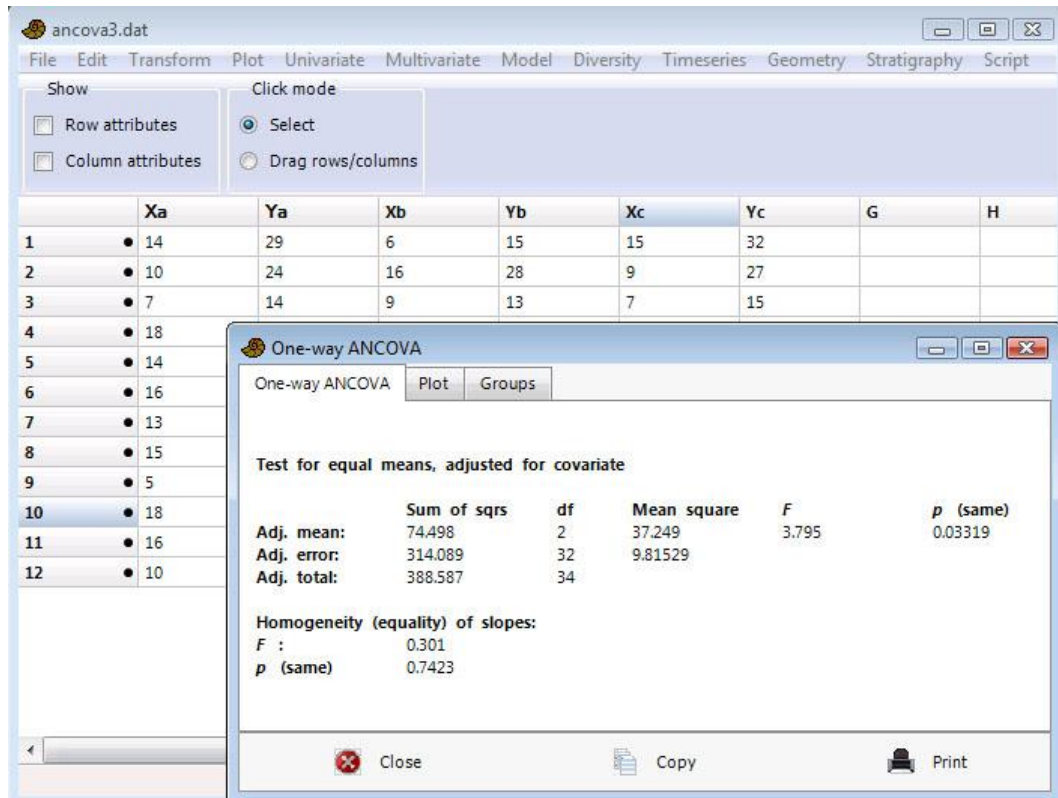 ancova3.dat
File Edit Transform Plot Univariate Multivariate Model Diversity Timeseries Geometry Stratigraphy Script
Show Click mode
Row attributes Select
Column attributes Drag rows/columns
Xa Ya Xb Yb Xc Yc G H
1 14 29 6 15 15 32
2 10 24 16 28 9 27
3 7 14 9 13 7 15
4 18
5 14
6 16
7 13
8 15
9 5
10 18
11 16
12 10
One-way ANCOVA
One-way ANCOVA Plot Groups
Test for equal means, adjusted for covariate
Sum of sqrs df Mean square F p (same)
Adj. mean: 74.498 2 37.249 3.795 0.03319
Adj. error: 314.089 32 9.81529
Adj. total: 388.587 34
Homogeneity (equality) of slopes:
F : 0.301
p (same) 0.7423
Close Copy Print